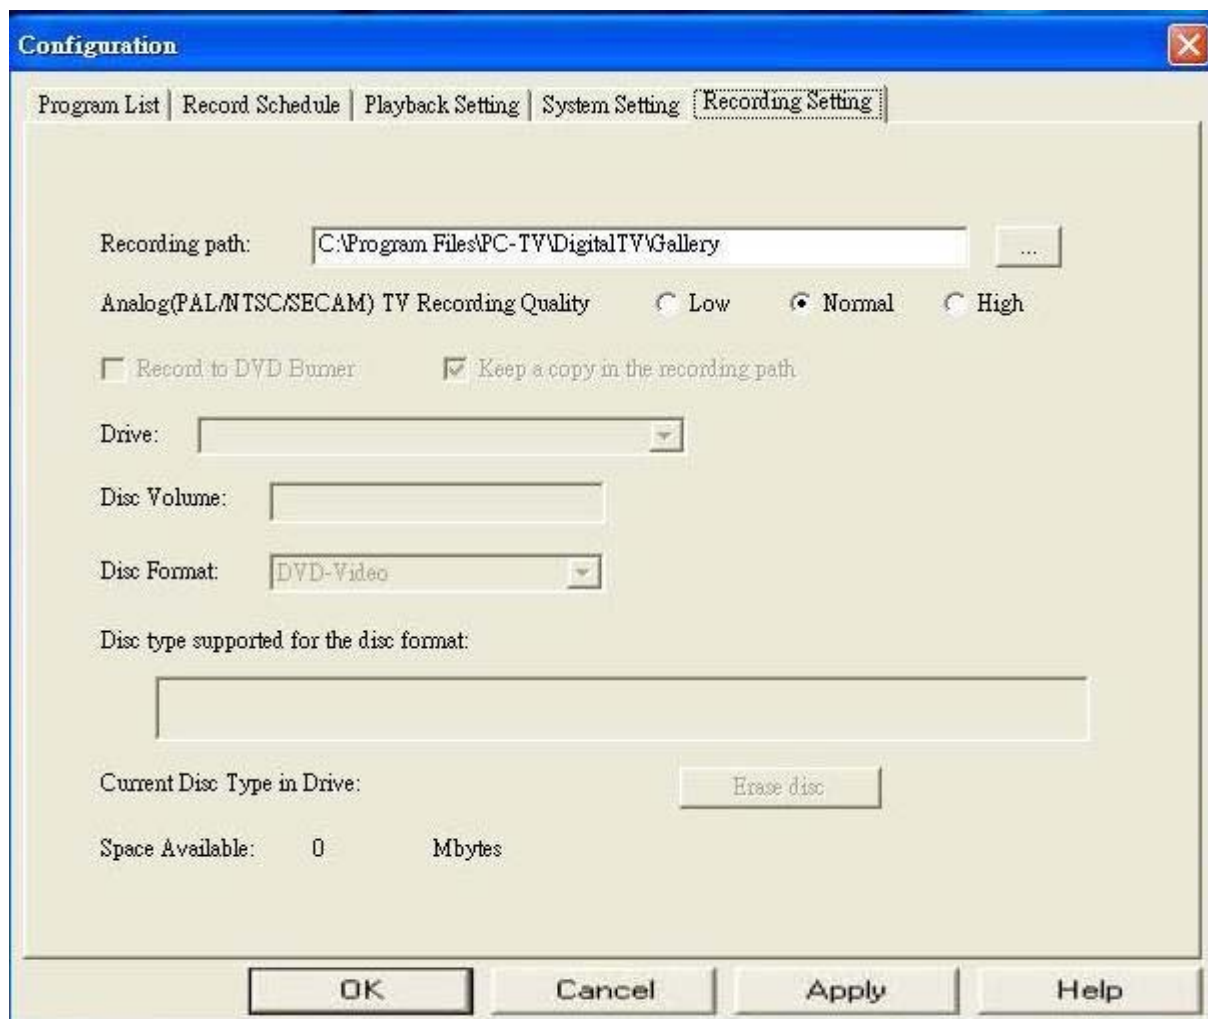 Configuration
Program List Record Schedule Playback Setting System Setting Recording Setting
Recording path: C:\Program Files\PC-TV\DigitalTV\Gallery ...
Analog(PAL/NTSC/SECAM) TV Recording Quality Low Normal High
Record to DVD Burner Keep a copy in the recording path
Drive:
Disc Volume:
Disc Format: DVD-Video
Disc type supported for the disc format:
Current Disc Type in Drive: Erase disc
Space Available: 0 Mbytes
OK Cancel Apply Help